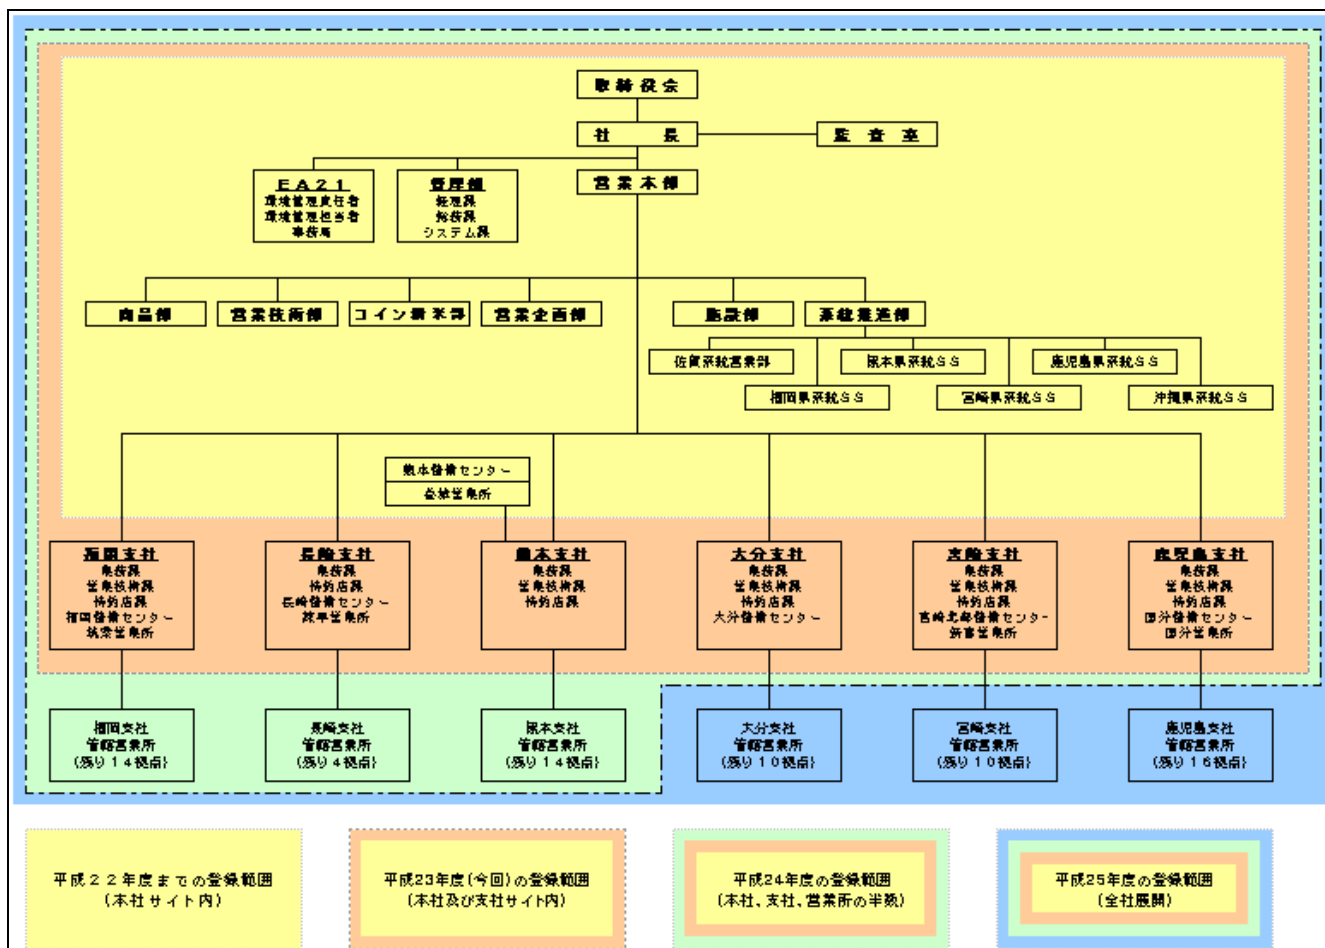 取締役会
社長
監査室
EA21
環境管理責任者
環境管理担当者
事務局
管理部
経理課
総務課
システム課
営業本部
商品部
営業技術部
コイン精米部
営業企画部
施設部
系統推進部
佐賀系統営業部
熊本県系統SS
鹿児島県系統SS
福岡県系統SS
宮崎県系統SS
沖縄県系統SS
熊本整備センター
益城営業所
福岡支社
業務課
営業技術課
特約店課
福岡整備センター
筑紫営業所
長崎支社
業務課
特約店課
長崎整備センター
諫早営業所
熊本支社
業務課
営業技術課
特約店課
大分支社
業務課
営業技術課
特約店課
大分整備センター
宮崎支社
業務課
営業技術課
特約店課
宮崎北部整備センター
新富営業所
鹿児島支社
業務課
営業技術課
特約店課
国分整備センター
国分営業所
福岡支社
管轄営業所
(残り14拠点)
長崎支社
管轄営業所
(残り4拠点)
熊本支社
管轄営業所
(残り14拠点)
大分支社
管轄営業所
(残り10拠点)
宮崎支社
管轄営業所
(残り10拠点)
鹿児島支社
管轄営業所
(残り16拠点)
平成22年度までの登録範囲
(本社サイト内)
平成23年度(今回)の登録範囲
(本社及び支社サイト内)
平成24年度の登録範囲
(本社、支社、営業所の半数)
平成25年度の登録範囲
(全社展開)